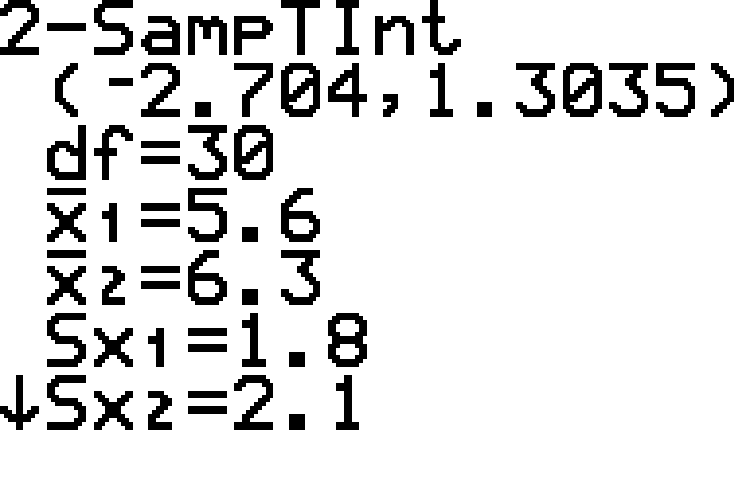 2-SampTInt
(⁻2.704,1.3035)
df=30
x̄₁=5.6
x̄₂=6.3
Sx₁=1.8
↓Sx₂=2.1